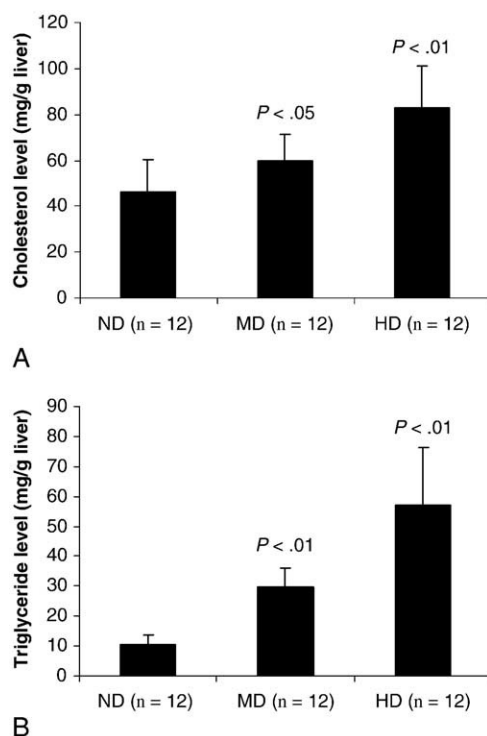 Cholesterol level (mg/g liver)
120
100
80
60
40
20
0
P < .05
P < .01
ND (n = 12)
MD (n = 12)
HD (n = 12)
A
Triglyceride level (mg/g liver)
90
80
70
60
50
40
30
20
10
0
P < .01
P < .01
ND (n = 12)
MD (n = 12)
HD (n = 12)
B